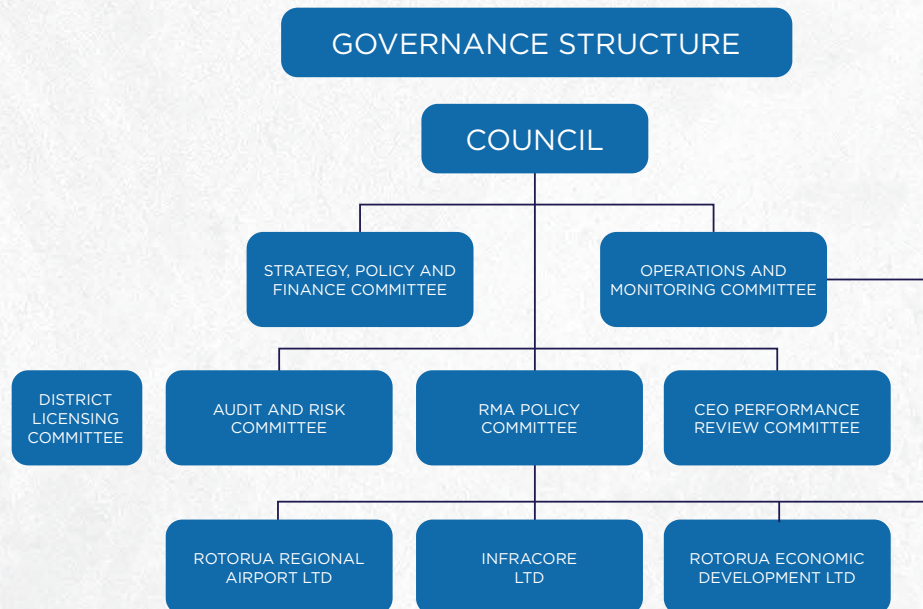 GOVERNANCE STRUCTURE
COUNCIL
STRATEGY, POLICY AND
FINANCE COMMITTEE
OPERATIONS AND
MONITORING COMMITTEE
DISTRICT
LICENSING
COMMITTEE
AUDIT AND RISK
COMMITTEE
RMA POLICY
COMMITTEE
CEO PERFORMANCE
REVIEW COMMITTEE
ROTORUA REGIONAL
AIRPORT LTD
INFRACORE
LTD
ROTORUA ECONOMIC
DEVELOPMENT LTD